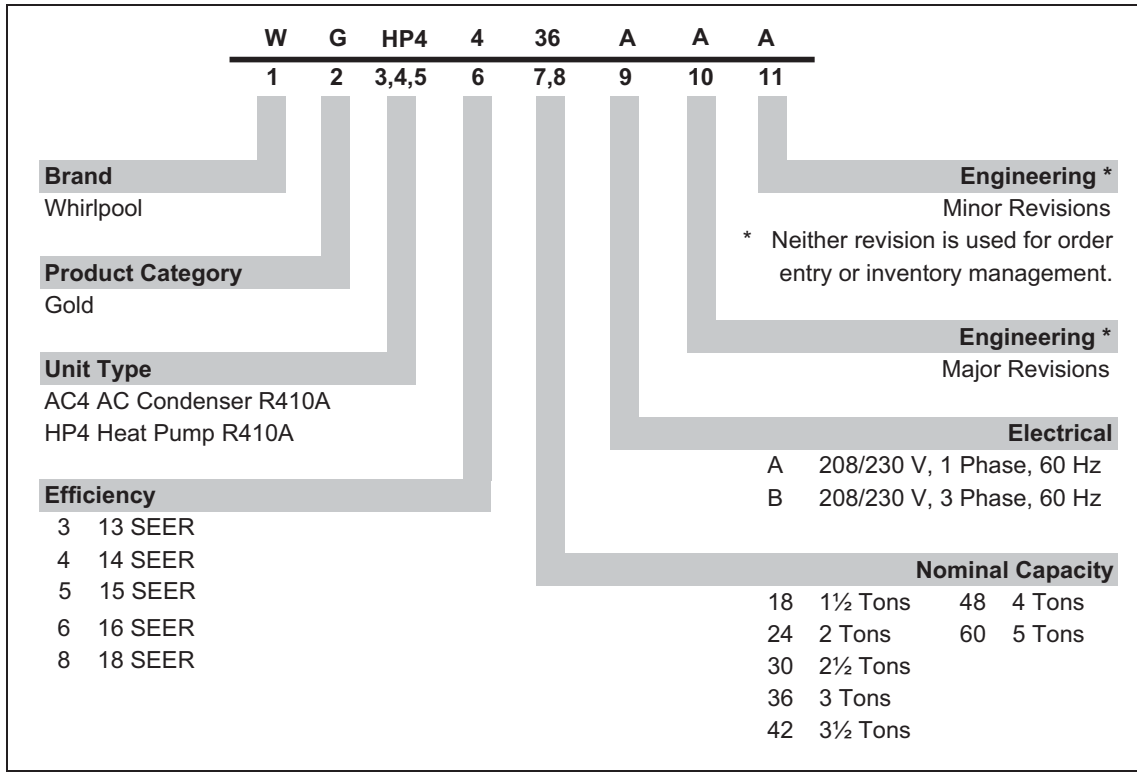 W G HP4 4 36 A A A
1 2 3,4,5 6 7,8 9 10 11
Brand
Whirlpool
Product Category
Gold
Unit Type
AC4 AC Condenser R410A
HP4 Heat Pump R410A
Efficiency
3 13 SEER
4 14 SEER
5 15 SEER
6 16 SEER
8 18 SEER
Engineering *
Minor Revisions
* Neither revision is used for order
entry or inventory management.
Engineering *
Major Revisions
Electrical
A 208/230 V, 1 Phase, 60 Hz
B 208/230 V, 3 Phase, 60 Hz
Nominal Capacity
18 1½ Tons 48 4 Tons
24 2 Tons 60 5 Tons
30 2½ Tons
36 3 Tons
42 3½ Tons